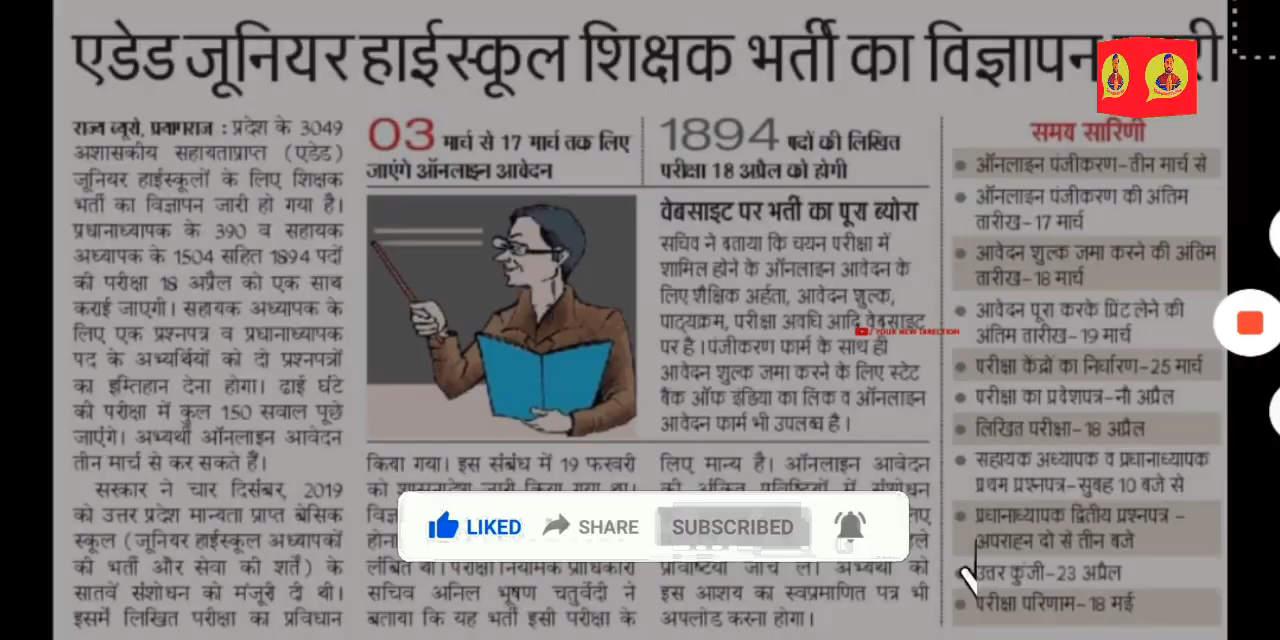 एडेड जूनियर हाईस्कूल शिक्षक भर्ती का विज्ञापन
राज्य ब्यूरो, प्रयागराज : प्रदेश के 3049
अशासकीय सहायताप्राप्त (एडेड)
जूनियर हाईस्कूलों के लिए शिक्षक
भर्ती का विज्ञापन जारी हो गया है।
प्रधानाध्यापक के 390 व सहायक
अध्यापक के 1504 सहित 1894 पदों
की परीक्षा 18 अप्रैल को एक साथ
कराई जाएगी। सहायक अध्यापक के
लिए एक प्रश्नपत्र व प्रधानाध्यापक
पद के अभ्यर्थियों को दो प्रश्नपत्रों
का इम्तिहान देना होगा। ढाई घंटे
की परीक्षा में कुल 150 सवाल पूछे
जाएंगे। अभ्यर्थी ऑनलाइन आवेदन
तीन मार्च से कर सकते हैं।
सरकार ने चार दिसंबर, 2019
को उत्तर प्रदेश मान्यता प्राप्त बेसिक
स्कूल (जूनियर हाईस्कूल अध्यापकों
की भर्ती और सेवा की शर्तें) के
सातवें संशोधन को मंजूरी दी थी।
इसमें लिखित परीक्षा का प्रविधान
03 मार्च से 17 मार्च तक लिए
जाएंगे ऑनलाइन आवेदन
1894 पदों की लिखित
परीक्षा 18 अप्रैल को होगी
वेबसाइट पर भर्ती का पूरा ब्योरा
सचिव ने बताया कि चयन परीक्षा में
शामिल होने के ऑनलाइन आवेदन के
लिए शैक्षिक अर्हता, आवेदन शुल्क,
पाठ्यक्रम, परीक्षा अवधि आदि वेबसाइट
पर है। पंजीकरण फार्म के साथ ही
आवेदन शुल्क जमा करने के लिए स्टेट
बैंक ऑफ इंडिया का लिंक व ऑनलाइन
आवेदन फार्म भी उपलब्ध है।
/ YOUR NEW DIRECTION
किया गया। इस संबंध में 19 फरवरी
को शासनादेश जारी किया गया था।
लंबित था। परीक्षा नियामक प्राधिकारी
सचिव अनिल भूषण चतुर्वेदी ने
बताया कि यह भर्ती इसी परीक्षा के
लिए मान्य है। ऑनलाइन आवेदन
की अंकित प्रविष्टियों में संशोधन
प्रविष्टियां जांच लें। अभ्यर्थी को
इस आशय का स्वप्रमाणित पत्र भी
अपलोड करना होगा।
LIKED SHARE SUBSCRIBED
समय सारिणी
ऑनलाइन पंजीकरण-तीन मार्च से
ऑनलाइन पंजीकरण की अंतिम
तारीख-17 मार्च
आवेदन शुल्क जमा करने की अंतिम
तारीख-18 मार्च
आवेदन पूरा करके प्रिंट लेने की
अंतिम तारीख-19 मार्च
परीक्षा केंद्रों का निर्धारण-25 मार्च
परीक्षा का प्रवेशपत्र-नौ अप्रैल
लिखित परीक्षा-18 अप्रैल
सहायक अध्यापक व प्रधानाध्यापक
प्रथम प्रश्नपत्र-सुबह 10 बजे से
प्रधानाध्यापक द्वितीय प्रश्नपत्र -
अपराह्न दो से तीन बजे
उत्तर कुंजी-23 अप्रैल
परीक्षा परिणाम-18 मई